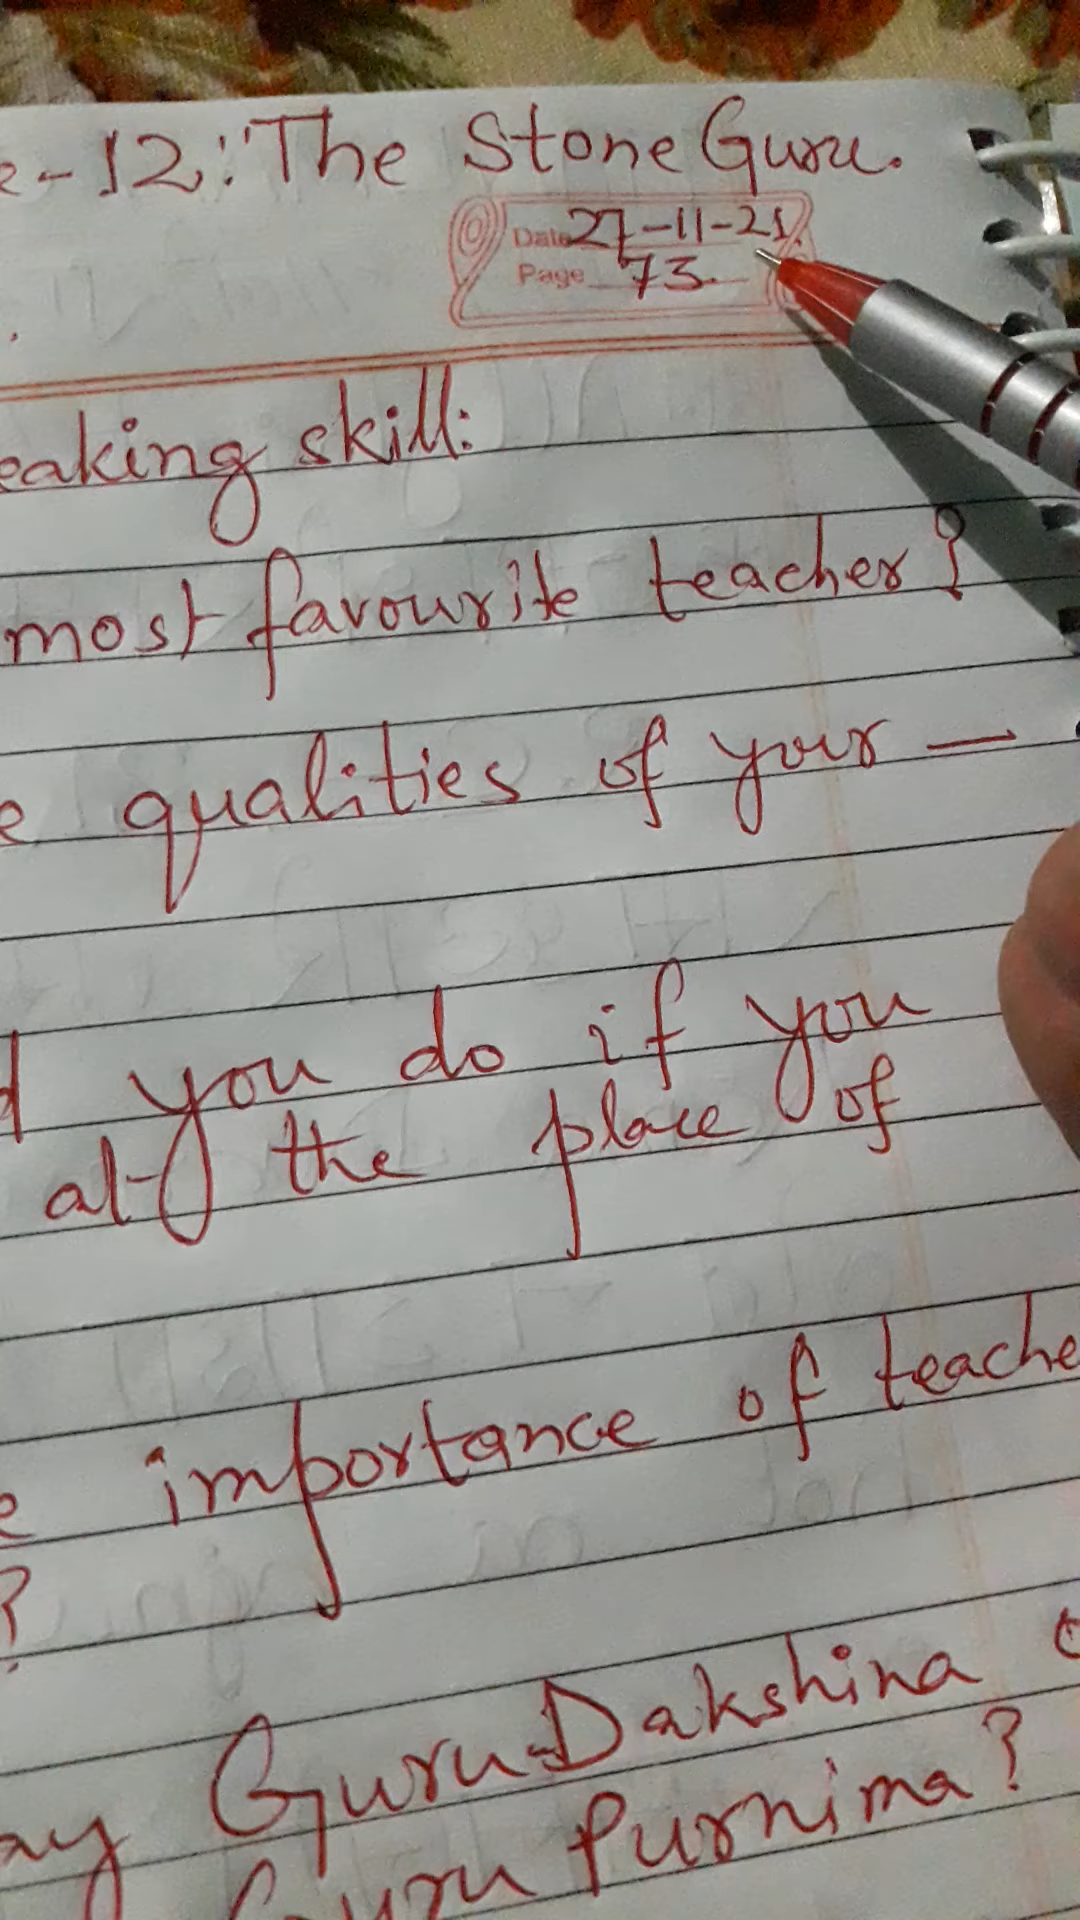 e-12: "The Stone Guru.
Date 27-11-21.
Page 73.
eaking skill:
most favourite teacher?
e qualities of your —
d you do if you
at the place of
e importance of teache
?
ay Guru Dakshina
Guru Purnima?